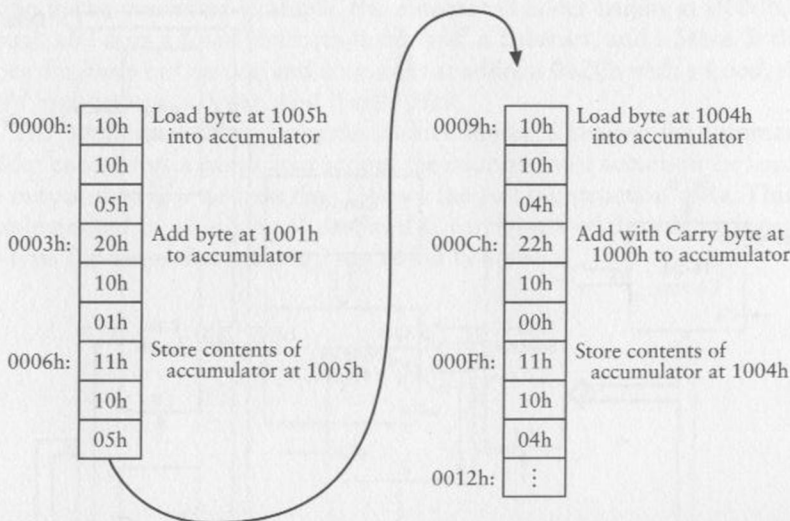 0000h: 10h Load byte at 1005h
into accumulator
10h
05h
0003h: 20h Add byte at 1001h
to accumulator
10h
01h
0006h: 11h Store contents of
accumulator at 1005h
10h
05h
0009h: 10h Load byte at 1004h
into accumulator
10h
04h
000Ch: 22h Add with Carry byte at
1000h to accumulator
10h
00h
000Fh: 11h Store contents of
accumulator at 1004h
10h
04h
0012h: ⋮